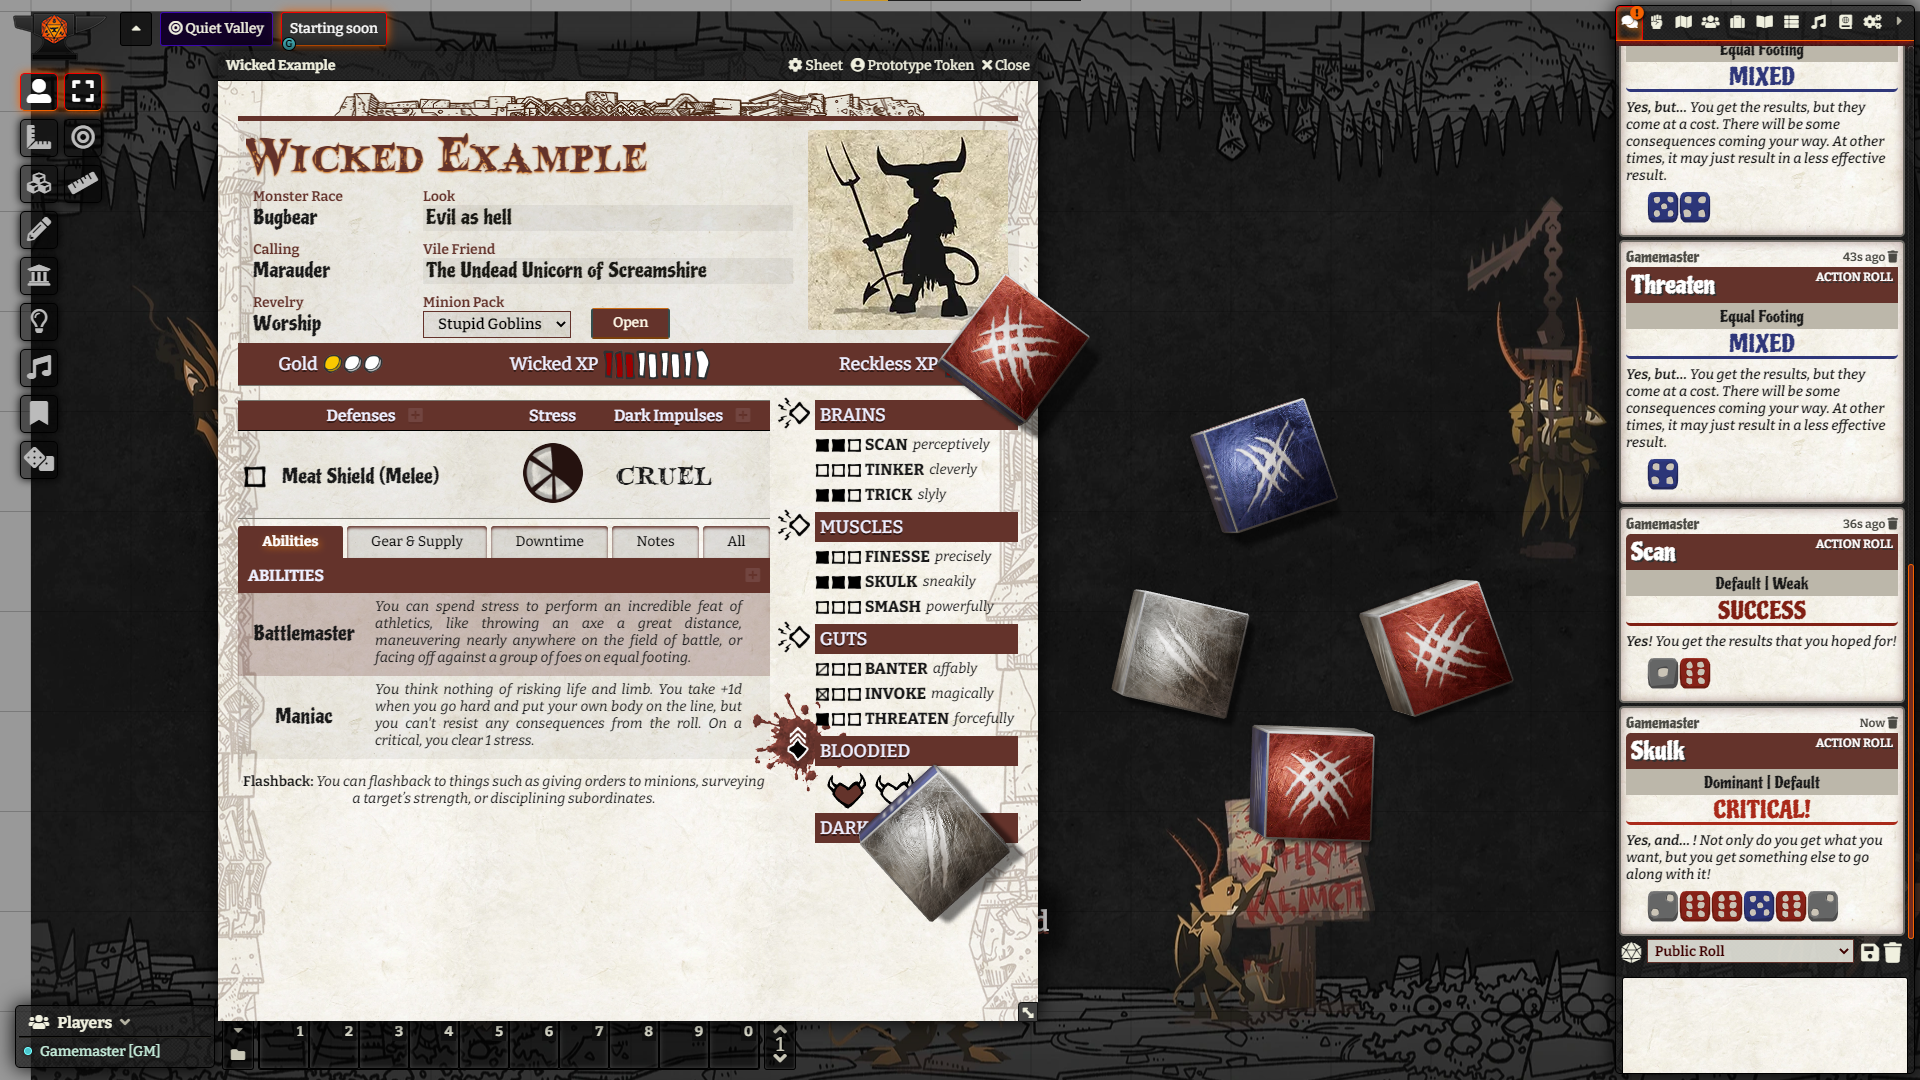 Quiet Valley
Starting soon
G
Wicked Example
Sheet
Prototype Token
Close
Wicked Example
Monster Race
Bugbear
Look
Evil as hell
Calling
Marauder
Vile Friend
The Undead Unicorn of Screamshire
Revelry
Worship
Minion Pack
Stupid Goblins
Open
Gold
Wicked XP
Reckless XP
Defenses
Stress
Dark Impulses
Meat Shield (Melee)
CRUEL
Abilities
Gear & Supply
Downtime
Notes
All
ABILITIES
Battlemaster
You can spend stress to perform an incredible feat of
athletics, like throwing an axe a great distance,
maneuvering nearly anywhere on the field of battle, or
facing off against a group of foes on equal footing.
Maniac
You think nothing of risking life and limb. You take +1d
when you go hard and put your own body on the line, but
you can't resist any consequences from the roll. On a
critical, you clear 1 stress.
Flashback: You can flashback to things such as giving orders to minions, surveying
a target's strength, or disciplining subordinates.
BRAINS
SCAN perceptively
TINKER cleverly
TRICK slyly
MUSCLES
FINESSE precisely
SKULK sneakily
SMASH powerfully
GUTS
BANTER affably
INVOKE magically
THREATEN forcefully
BLOODIED
DARK
d
Players
Gamemaster [GM]
1 2 3 4 5 6 7 8 9 0
1
Equal Footing
MIXED
Yes, but... You get the results, but they
come at a cost. There will be some
consequences coming your way. At other
times, it may just result in a less effective
result.
Gamemaster
43s ago
Threaten
ACTION ROLL
Equal Footing
MIXED
Yes, but... You get the results, but they
come at a cost. There will be some
consequences coming your way. At other
times, it may just result in a less effective
result.
Gamemaster
36s ago
Scan
ACTION ROLL
Default | Weak
SUCCESS
Yes! You get the results that you hoped for!
Gamemaster
Now
Skulk
ACTION ROLL
Dominant | Default
CRITICAL!
Yes, and... ! Not only do you get what you
want, but you get something else to go
along with it!
Public Roll